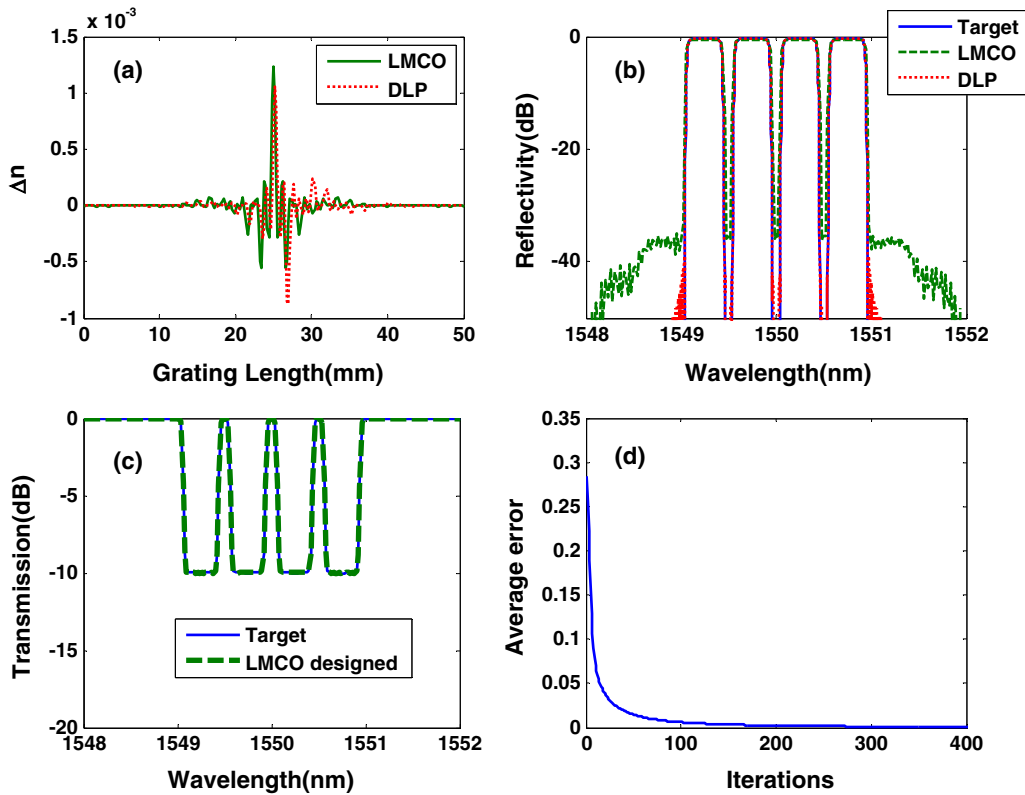 x 10^-3
1.5
1
0.5
0
-0.5
-1
Δn
(a)
LMCO
DLP
0
10
20
30
40
50
Grating Length(mm)
0
-20
-40
Reflectivity(dB)
(b)
Target
LMCO
DLP
1548
1549
1550
1551
1552
Wavelength(nm)
0
-5
-10
-15
-20
Transmission(dB)
(c)
Target
LMCO designed
1548
1549
1550
1551
1552
Wavelength(nm)
0.35
0.3
0.25
0.2
0.15
0.1
0.05
0
Average error
(d)
0
100
200
300
400
Iterations